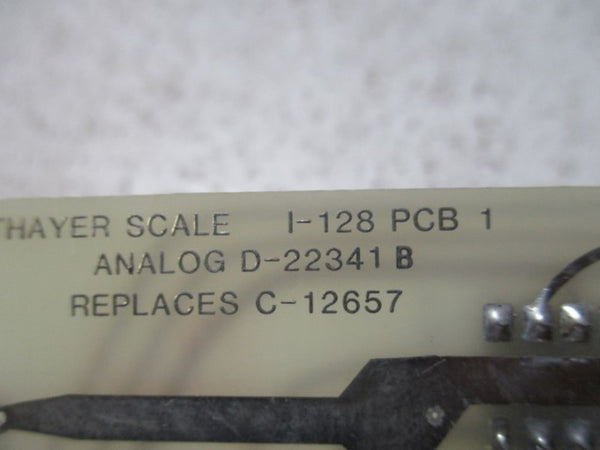 THAYER SCALE I-128 PCB 1
ANALOG D-22341 B
REPLACES C-12657